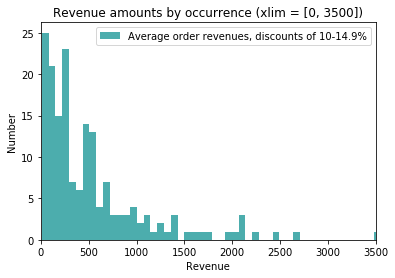 Revenue amounts by occurrence (xlim = [0, 3500])
Average order revenues, discounts of 10-14.9%
25
20
15
10
5
0
Number
0 500 1000 1500 2000 2500 3000 3500
Revenue